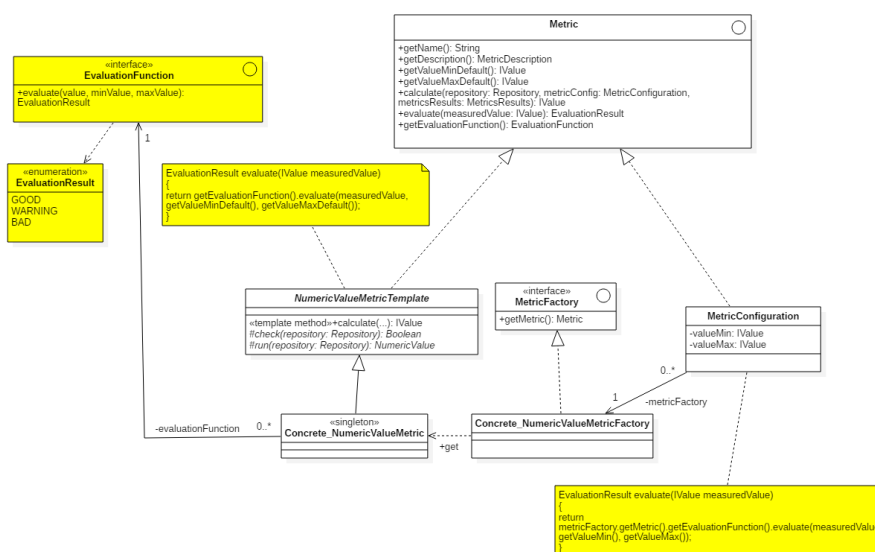 Metric
+getName(): String
+getDescription(): MetricDescription
+getValueMinDefault(): IValue
+getValueMaxDefault(): IValue
+calculate(repository: Repository, metricConfig: MetricConfiguration,
metricsResults: MetricsResults): IValue
+evaluate(measuredValue: IValue): EvaluationResult
+getEvaluationFunction(): EvaluationFunction
«interface»
EvaluationFunction
+evaluate(value, minValue, maxValue):
EvaluationResult
1
«enumeration»
EvaluationResult
GOOD
WARNING
BAD
EvaluationResult evaluate(IValue measuredValue)
{
return getEvaluationFunction().evaluate(measuredValue,
getValueMinDefault(), getValueMaxDefault());
}
NumericValueMetricTemplate
«template method»+calculate(...): IValue
#check(repository: Repository): Boolean
#run(repository: Repository): NumericValue
«interface»
MetricFactory
+getMetric(): Metric
MetricConfiguration
-valueMin: IValue
-valueMax: IValue
0..*
1
-metricFactory
-evaluationFunction
0..*
«singleton»
Concrete_NumericValueMetric
+get
Concrete_NumericValueMetricFactory
EvaluationResult evaluate(IValue measuredValue)
{
return
metricFactory.getMetric().getEvaluationFunction().evaluate(measuredValu
getValueMin(), getValueMax());
}